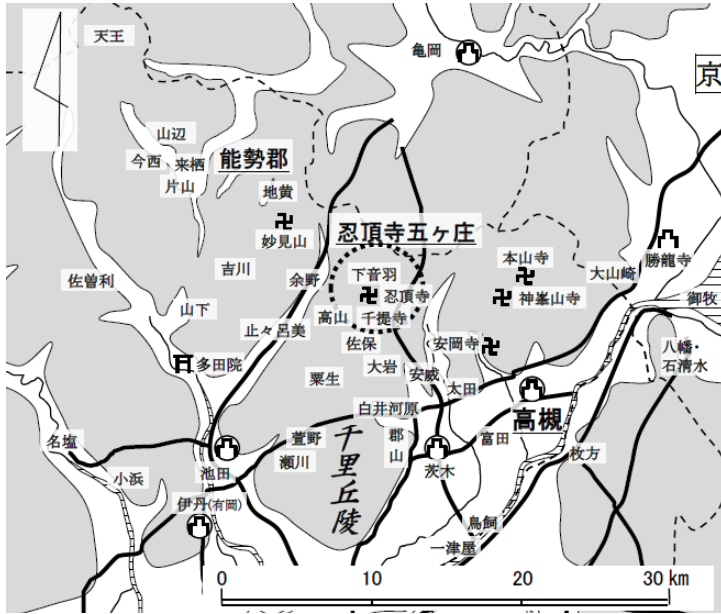 天王
亀岡
京
山辺
今西
来栖
片山
能勢郡
地黄
妙見山
忍頂寺五ヶ庄
本山寺
勝龍寺
大山崎
下音羽
忍頂寺
神峯山寺
御牧
佐曽利
吉川
余野
高山
千提寺
山下
止々呂美
佐保
安岡寺
八幡・
石清水
多田院
粟生
大岩
安威
太田
白井河原
高槻
名塩
萱野
郡山
富田
小浜
池田
瀬川
千里丘陵
茨木
枚方
伊丹(有岡)
鳥飼
一津屋
0 10 20 30 km